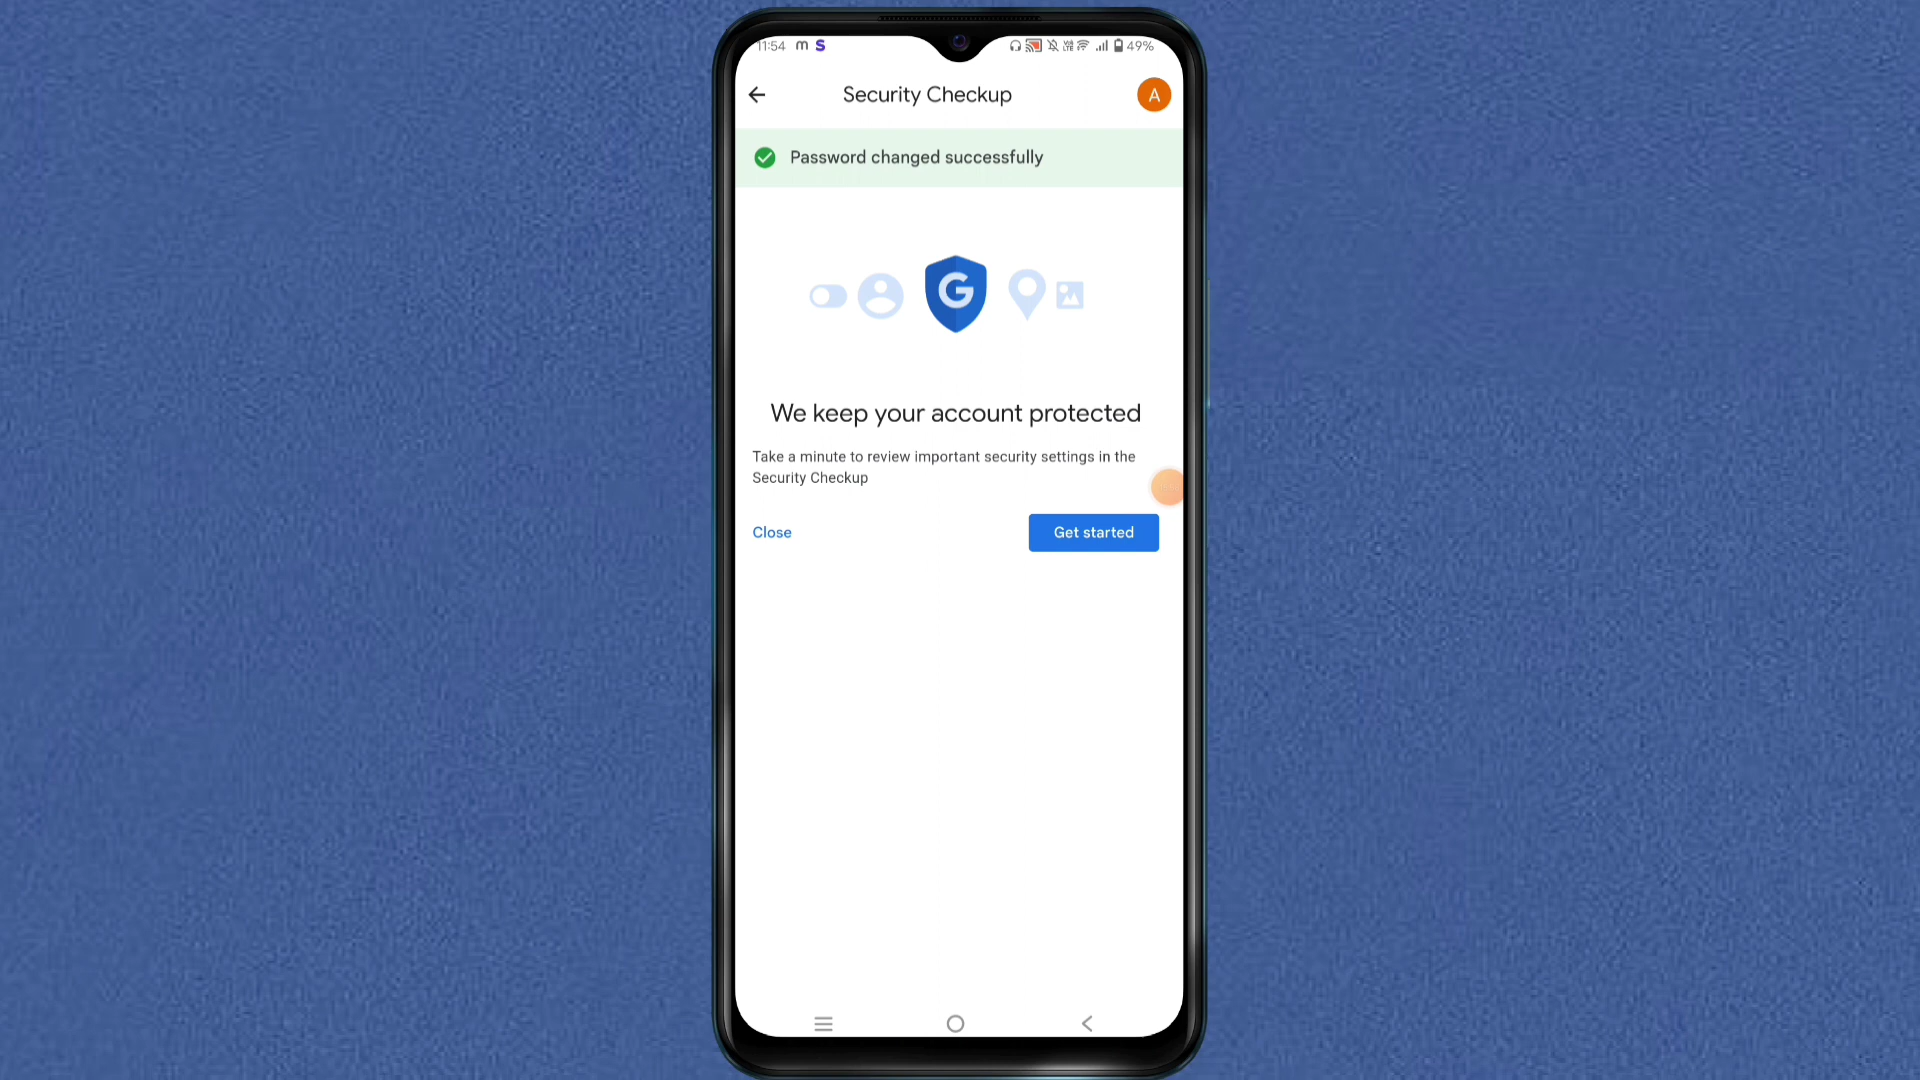 11:54 m S 49%
Security Checkup
A
Password changed successfully
G
We keep your account protected
Take a minute to review important security settings in the
Security Checkup
Close Get started